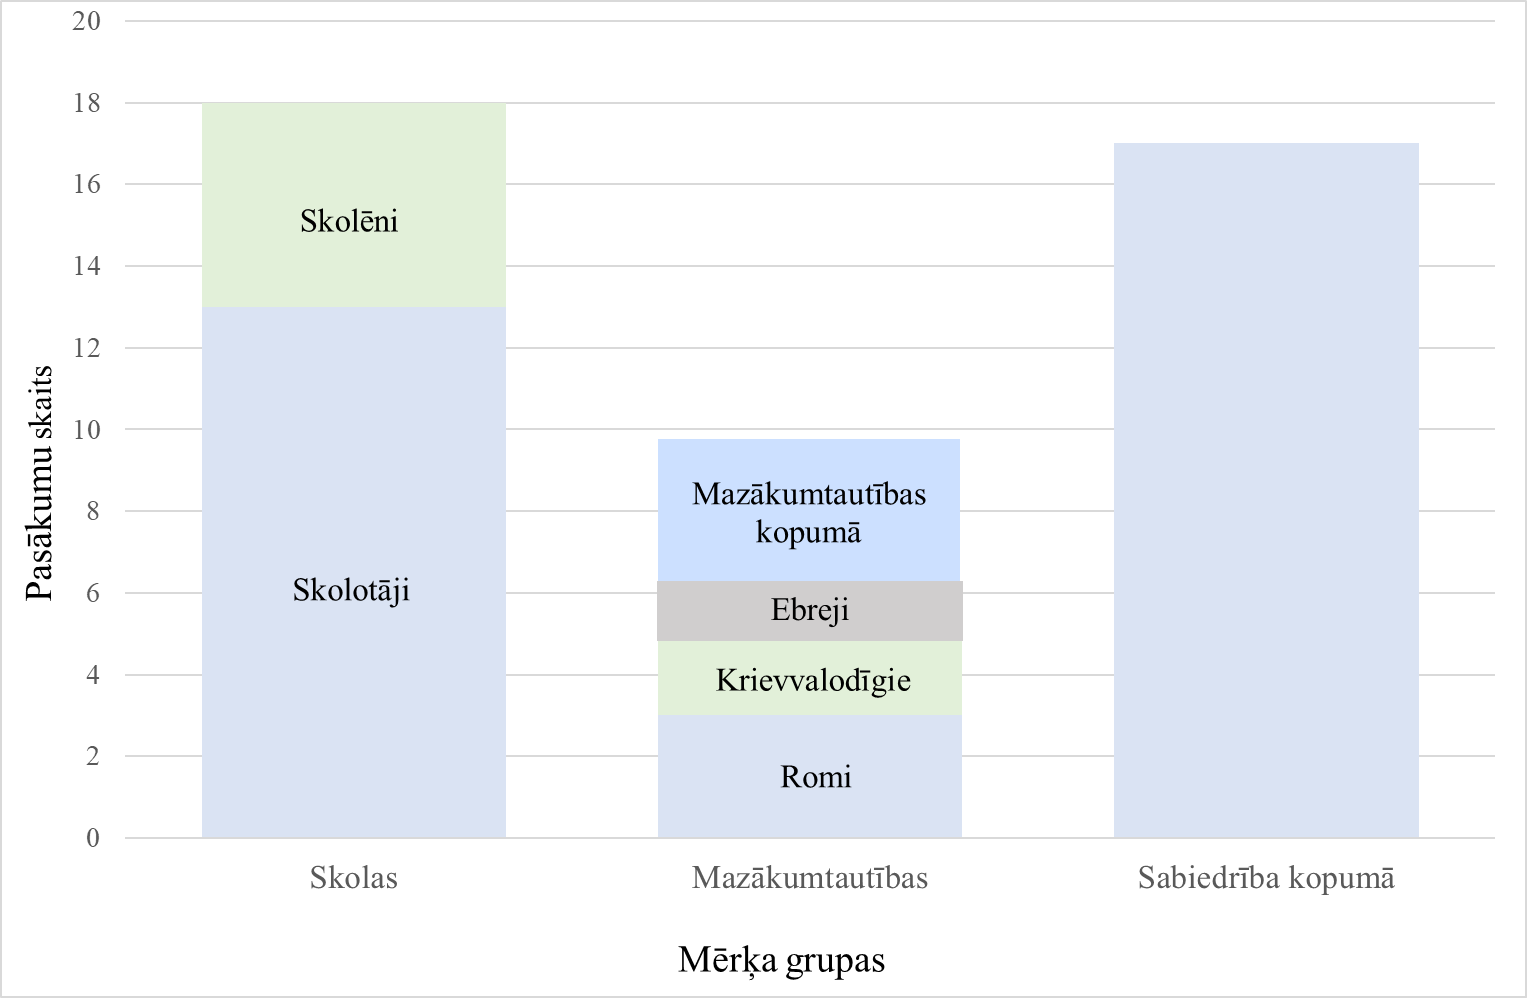 20
18
16
14
12
10
8
6
4
2
0
Pasākumu skaits
Skolēni
Skolotāji
Mazākumtautības
kopumā
Ebreji
Krievvalodīgie
Romi
Skolas
Mazākumtautības
Sabiedrība kopumā
Mērķa grupas